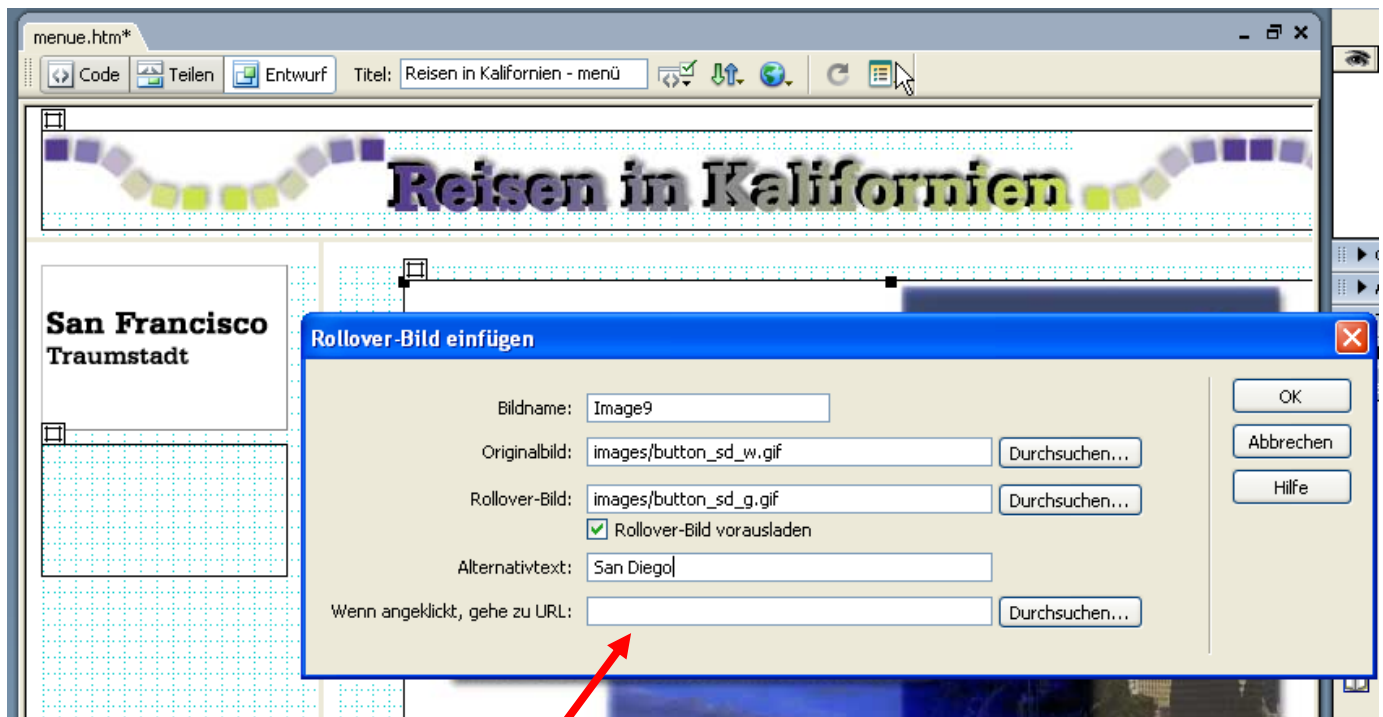 menue.htm*
Code Teilen Entwurf Titel: Reisen in Kalifornien - menü
Reisen in Kalifornien
San Francisco
Traumstadt
Rollover-Bild einfügen
Bildname: Image9
OK
Originalbild: images/button_sd_w.gif Durchsuchen...
Abbrechen
Rollover-Bild: images/button_sd_g.gif Durchsuchen...
Hilfe
Rollover-Bild vorausladen
Alternativtext: San Diego
Wenn angeklickt, gehe zu URL: Durchsuchen...